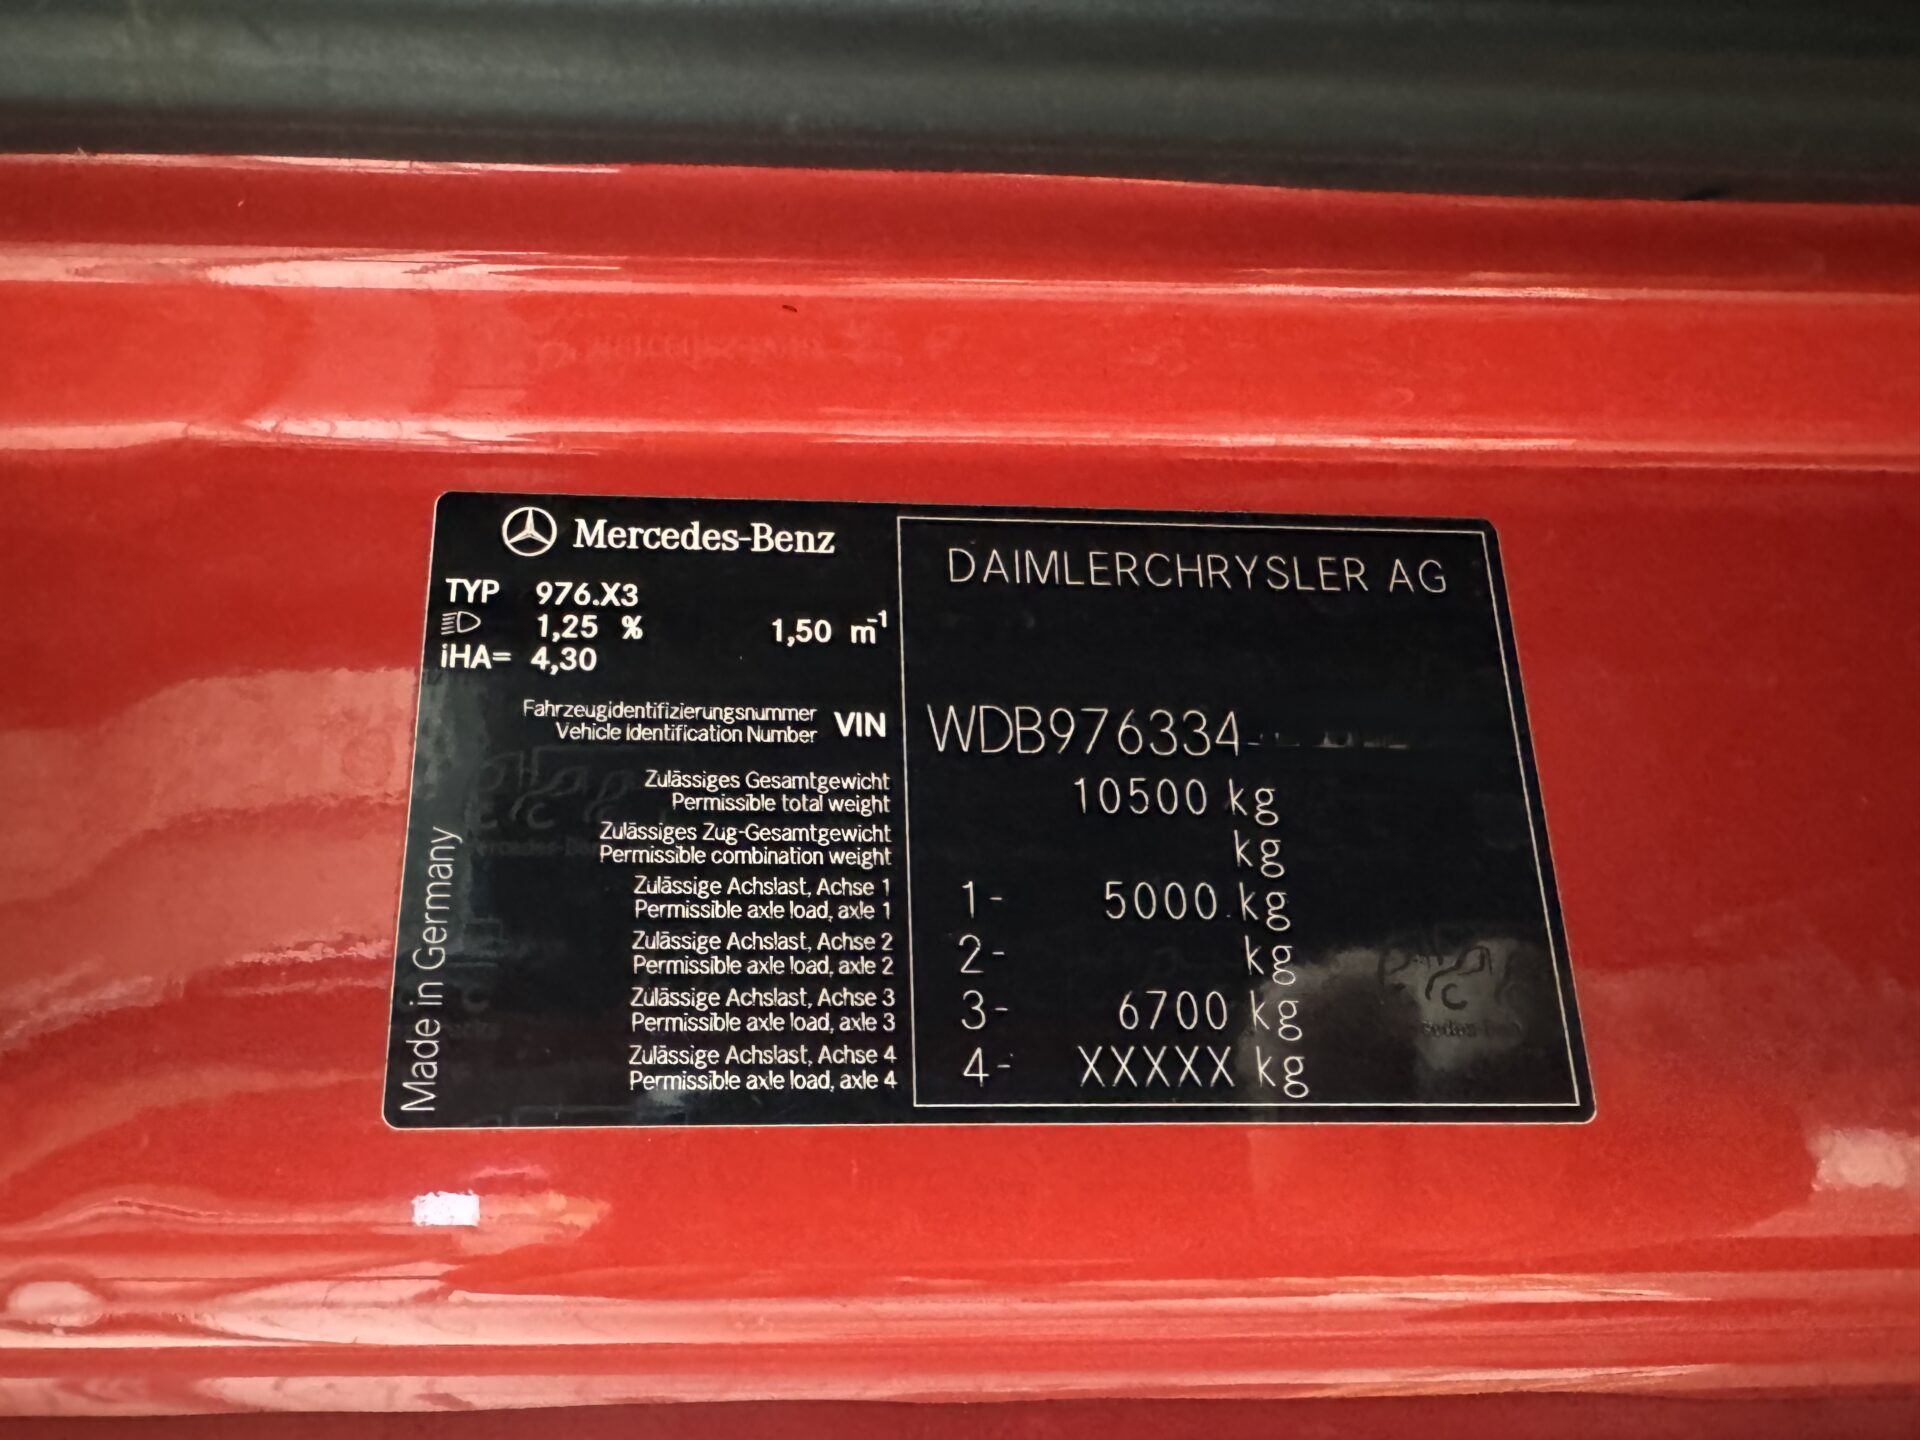 Mercedes-Benz
TYP 976.X3
1,25 % 1,50 m⁻¹
iHA= 4,30
DAIMLERCHRYSLER AG
Fahrzeugidentifizierungsnummer
Vehicle Identification Number
VIN WDB976334
Zulässiges Gesamtgewicht
Permissible total weight
10500 kg
Zulässiges Zug-Gesamtgewicht
Permissible combination weight
kg
Zulässige Achslast, Achse 1
Permissible axle load, axle 1
1- 5000 kg
Zulässige Achslast, Achse 2
Permissible axle load, axle 2
2- kg
Zulässige Achslast, Achse 3
Permissible axle load, axle 3
3- 6700 kg
Zulässige Achslast, Achse 4
Permissible axle load, axle 4
4- XXXXX kg
Made in Germany